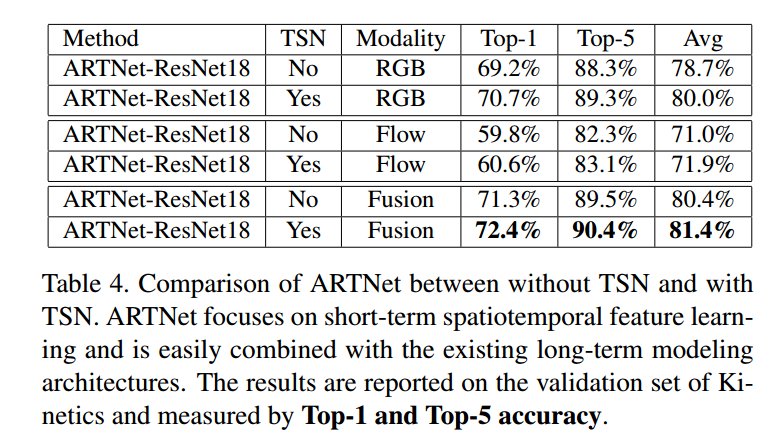 Method TSN Modality Top-1 Top-5 Avg
ARTNet-ResNet18 No RGB 69.2% 88.3% 78.7%
ARTNet-ResNet18 Yes RGB 70.7% 89.3% 80.0%
ARTNet-ResNet18 No Flow 59.8% 82.3% 71.0%
ARTNet-ResNet18 Yes Flow 60.6% 83.1% 71.9%
ARTNet-ResNet18 No Fusion 71.3% 89.5% 80.4%
ARTNet-ResNet18 Yes Fusion 72.4% 90.4% 81.4%
Table 4. Comparison of ARTNet between without TSN and with
TSN. ARTNet focuses on short-term spatiotemporal feature learn-
ing and is easily combined with the existing long-term modeling
architectures. The results are reported on the validation set of Ki-
netics and measured by Top-1 and Top-5 accuracy.